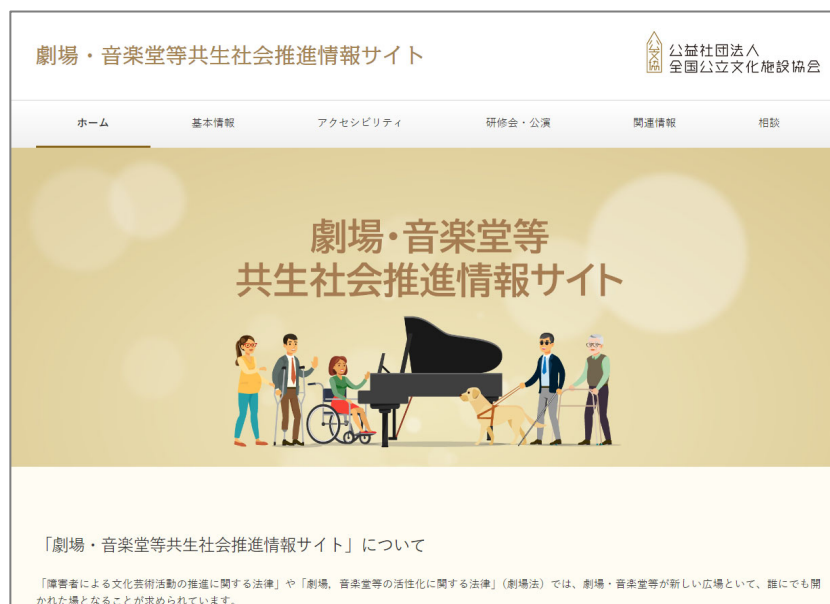 劇場・音楽堂等共生社会推進情報サイト
公文協
公益社団法人
全国公立文化施設協会
ホーム
基本情報
アクセシビリティ
研修会・公演
関連情報
相談
劇場・音楽堂等
共生社会推進情報サイト
「劇場・音楽堂等共生社会推進情報サイト」について
「障害者による文化芸術活動の推進に関する法律」や「劇場，音楽堂等の活性化に関する法律」（劇場法）では、劇場・音楽堂等が新しい広場といて、誰にでも開
かれた場となることが求められています。